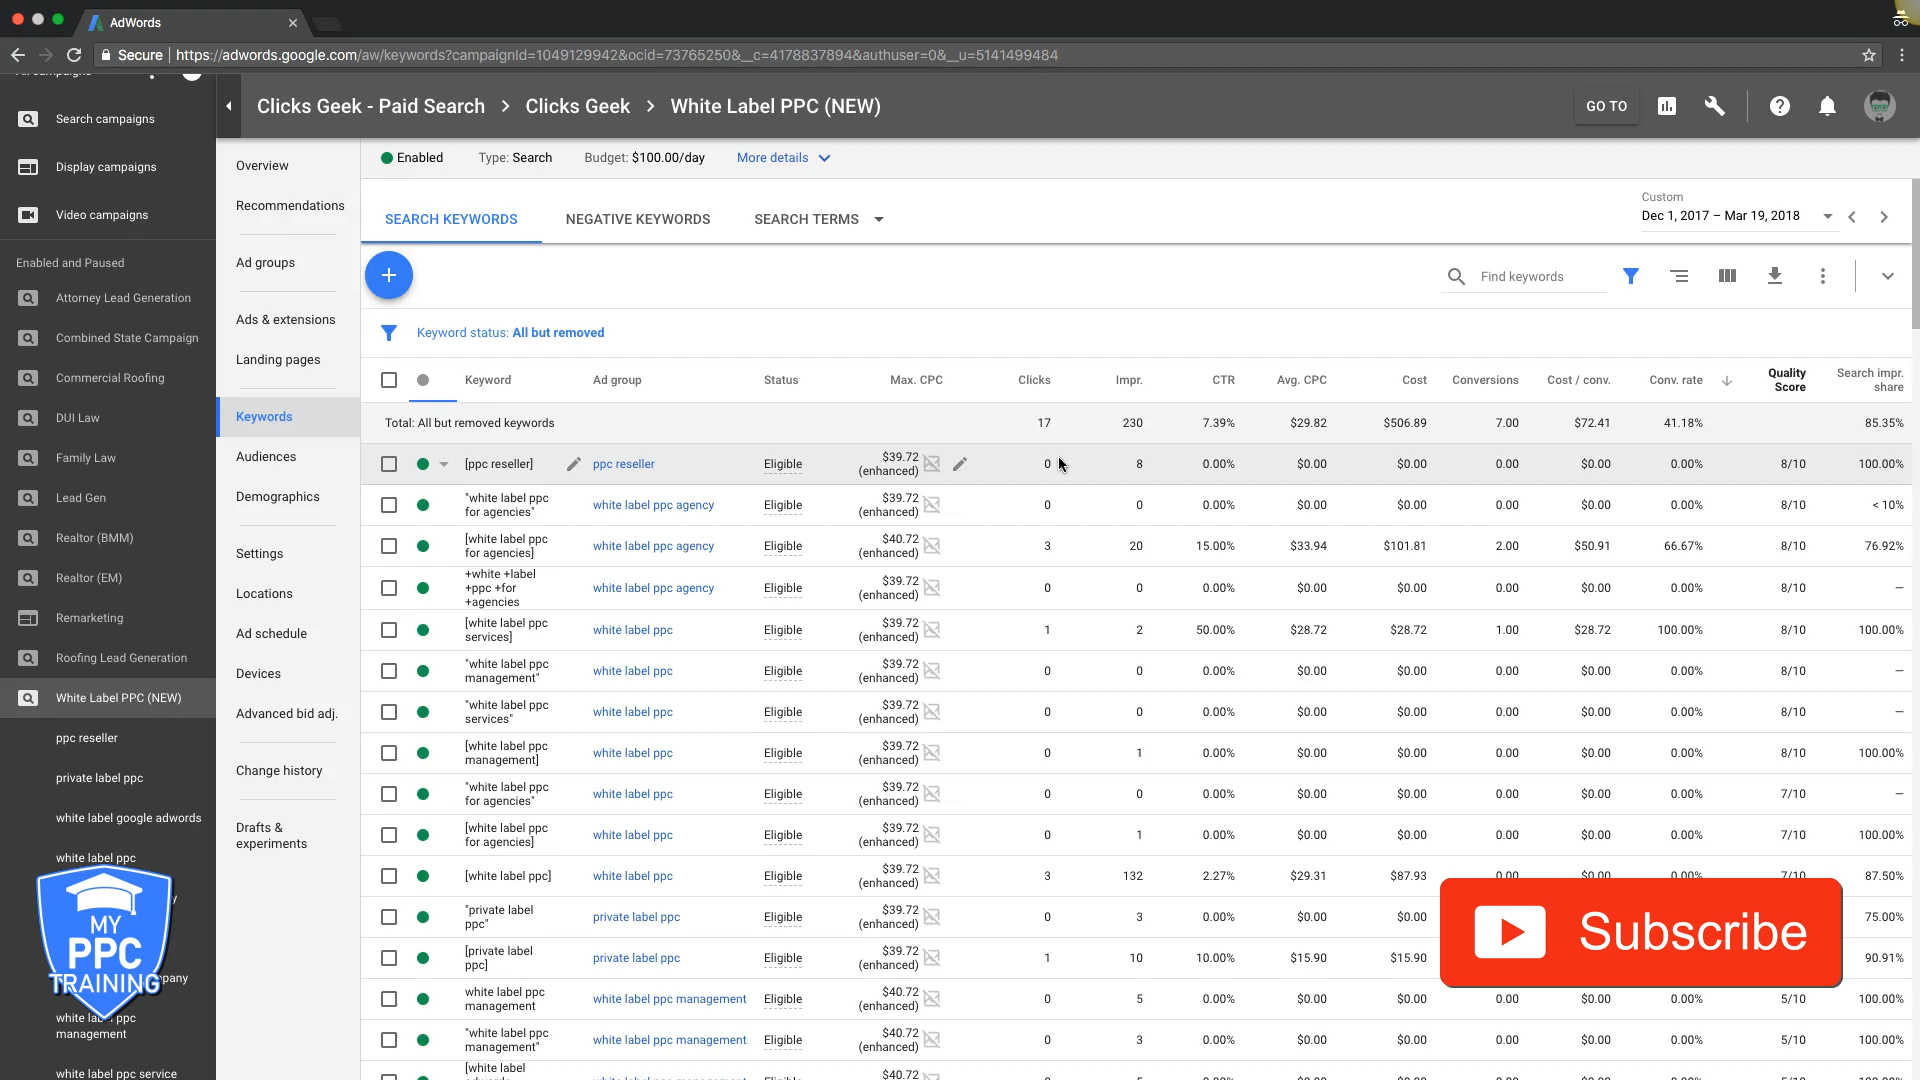 AdWords
Secure https://adwords.google.com/aw/keywords?campaignId=1049129942&ocid=73765250&__c=4178837894&authuser=0&__u=5141499484
Clicks Geek - Paid Search > Clicks Geek > White Label PPC (NEW)
GO TO
Search campaigns
Display campaigns
Video campaigns
Enabled and Paused
Attorney Lead Generation
Combined State Campaign
Commercial Roofing
DUI Law
Family Law
Lead Gen
Realtor (BMM)
Realtor (EM)
Remarketing
Roofing Lead Generation
White Label PPC (NEW)
ppc reseller
private label ppc
white label google adwords
white label ppc
MY
PPC
TRAINING
white label ppc
management
white label ppc service
Overview
Recommendations
Ad groups
Ads & extensions
Landing pages
Keywords
Audiences
Demographics
Settings
Locations
Ad schedule
Devices
Advanced bid adj.
Change history
Drafts &
experiments
Enabled Type: Search Budget: $100.00/day More details
SEARCH KEYWORDS NEGATIVE KEYWORDS SEARCH TERMS
Custom
Dec 1, 2017 – Mar 19, 2018
Find keywords
Keyword status: All but removed
Keyword Ad group Status Max. CPC Clicks Impr. CTR Avg. CPC Cost Conversions Cost / conv. Conv. rate Quality Score Search impr. share
Total: All but removed keywords 17 230 7.39% $29.82 $506.89 7.00 $72.41 41.18% 85.35%
[ppc reseller] ppc reseller Eligible $39.72 (enhanced) 0 8 0.00% $0.00 $0.00 0.00 $0.00 0.00% 8/10 100.00%
"white label ppc for agencies" white label ppc agency Eligible $39.72 (enhanced) 0 0 0.00% $0.00 $0.00 0.00 $0.00 0.00% 8/10 < 10%
[white label ppc for agencies] white label ppc agency Eligible $40.72 (enhanced) 3 20 15.00% $33.94 $101.81 2.00 $50.91 66.67% 8/10 76.92%
+white +label +ppc +for +agencies white label ppc agency Eligible $39.72 (enhanced) 0 0 0.00% $0.00 $0.00 0.00 $0.00 0.00% 8/10 —
[white label ppc services] white label ppc Eligible $39.72 (enhanced) 1 2 50.00% $28.72 $28.72 1.00 $28.72 100.00% 8/10 100.00%
"white label ppc management" white label ppc Eligible $39.72 (enhanced) 0 0 0.00% $0.00 $0.00 0.00 $0.00 0.00% 8/10 —
"white label ppc services" white label ppc Eligible $39.72 (enhanced) 0 0 0.00% $0.00 $0.00 0.00 $0.00 0.00% 8/10 —
[white label ppc management] white label ppc Eligible $39.72 (enhanced) 0 1 0.00% $0.00 $0.00 0.00 $0.00 0.00% 8/10 100.00%
"white label ppc for agencies" white label ppc Eligible $39.72 (enhanced) 0 0 0.00% $0.00 $0.00 0.00 $0.00 0.00% 7/10 —
[white label ppc for agencies] white label ppc Eligible $39.72 (enhanced) 0 1 0.00% $0.00 $0.00 0.00 $0.00 0.00% 7/10 100.00%
[white label ppc] white label ppc Eligible $39.72 (enhanced) 3 132 2.27% $29.31 $87.93 0.00 $0.00 0.00% 7/10 87.50%
"private label ppc" private label ppc Eligible $39.72 (enhanced) 0 3 0.00% $0.00 $0.00 75.00%
[private label ppc] private label ppc Eligible $39.72 (enhanced) 1 10 10.00% $15.90 $15.90 90.91%
Subscribe
white label ppc management white label ppc management Eligible $40.72 (enhanced) 0 5 0.00% $0.00 $0.00 0.00 $0.00 0.00% 5/10 100.00%
"white label ppc management" white label ppc management Eligible $40.72 (enhanced) 0 3 0.00% $0.00 $0.00 0.00 $0.00 0.00% 5/10 100.00%
[white label $40.72